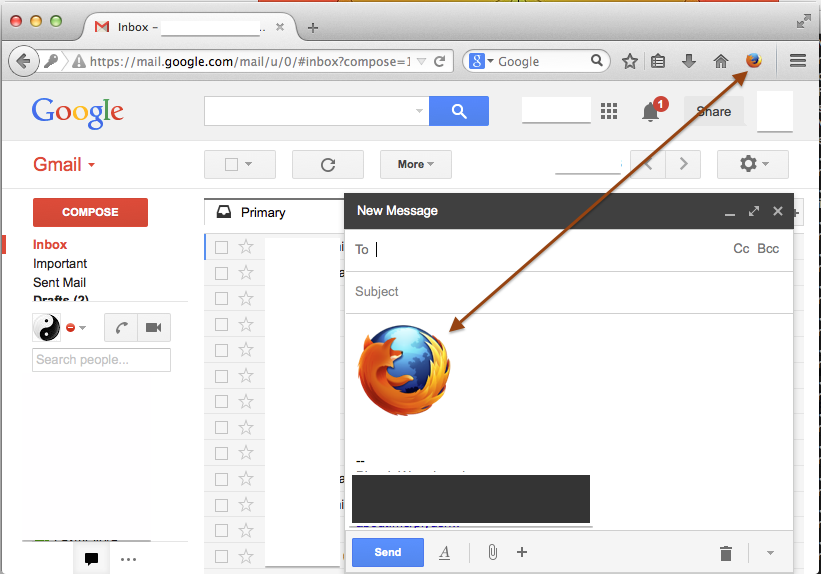 Inbox –
https://mail.google.com/mail/u/0/#inbox?compose=1
Google
Google
1
Share
Gmail
More
COMPOSE
Primary
New Message
Inbox
Important
Sent Mail
Drafts (2)
To
Cc Bcc
Subject
Search people...
--
Send